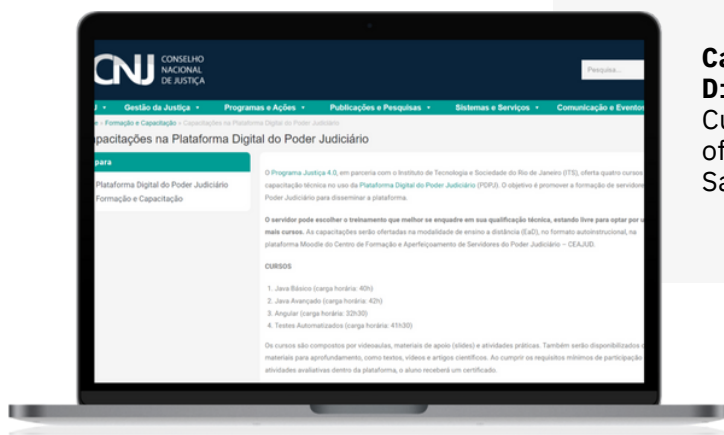 CNJ
CONSELHO
NACIONAL
DE JUSTIÇA
Pesquisa...
Gestão da Justiça
Programas e Ações
Publicações e Pesquisas
Sistemas e Serviços
Comunicação e Eventos
Formação e Capacitação › Capacitações na Plataforma Digital do Poder Judiciário
pacitações na Plataforma Digital do Poder Judiciário
para
Plataforma Digital do Poder Judiciário
Formação e Capacitação
O Programa Justiça 4.0, em parceria com o Instituto de Tecnologia e Sociedade do Rio de Janeiro (ITS), oferta quatro cursos
capacitação técnica no uso da Plataforma Digital do Poder Judiciário (PDPJ). O objetivo é promover a formação de servidore
Poder Judiciário para disseminar a plataforma.
O servidor pode escolher o treinamento que melhor se enquadre em sua qualificação técnica, estando livre para optar por u
mais cursos. As capacitações serão ofertadas na modalidade de ensino a distância (EaD), no formato autoinstrucional, na
plataforma Moodle do Centro de Formação e Aperfeiçoamento de Servidores do Poder Judiciário – CEAJUD.
CURSOS
1. Java Básico (carga horária: 40h)
2. Java Avançado (carga horária: 42h)
3. Angular (carga horária: 32h30)
4. Testes Automatizados (carga horária: 41h30)
Os cursos são compostos por videoaulas, materiais de apoio (slides) e atividades práticas. Também serão disponibilizados
materiais para aprofundamento, como textos, vídeos e artigos científicos. Ao cumprir os requisitos mínimos de participação
atividades avaliativas dentro da plataforma, o aluno receberá um certificado.
Ca
Di
Cu
of
Sa